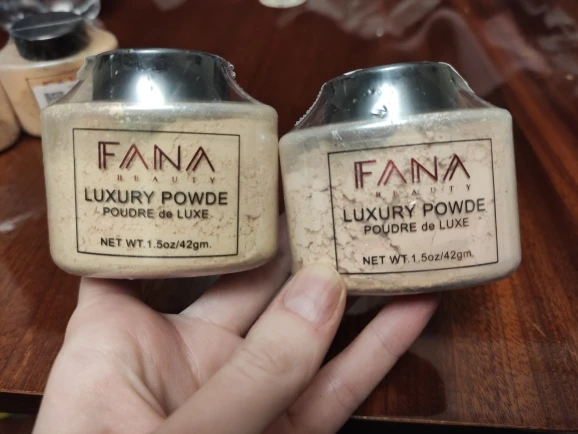 FANA
BEAUTY
LUXURY POWDE
POUDRE de LUXE
NET WT.1.5oz/42gm.
FANA
BEAUTY
LUXURY POWDE
POUDRE de LUXE
NET WT.1.5oz/42gm.